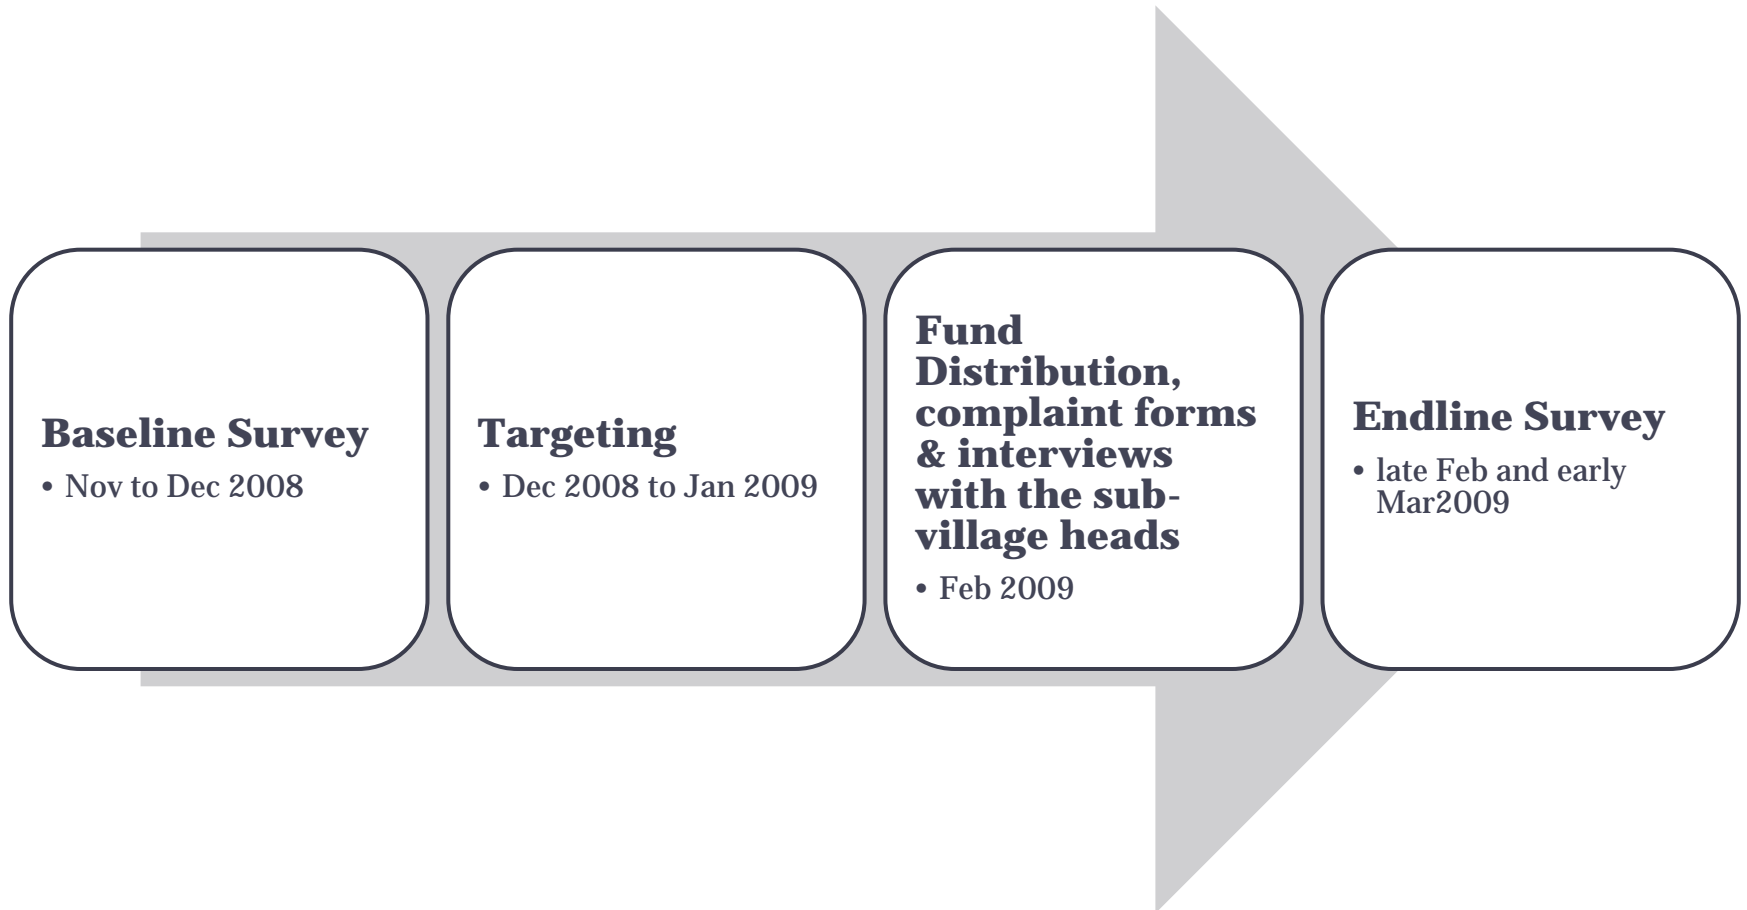 Baseline Survey
• Nov to Dec 2008
Targeting
• Dec 2008 to Jan 2009
Fund
Distribution,
complaint forms
& interviews
with the sub-
village heads
• Feb 2009
Endline Survey
• late Feb and early
Mar2009